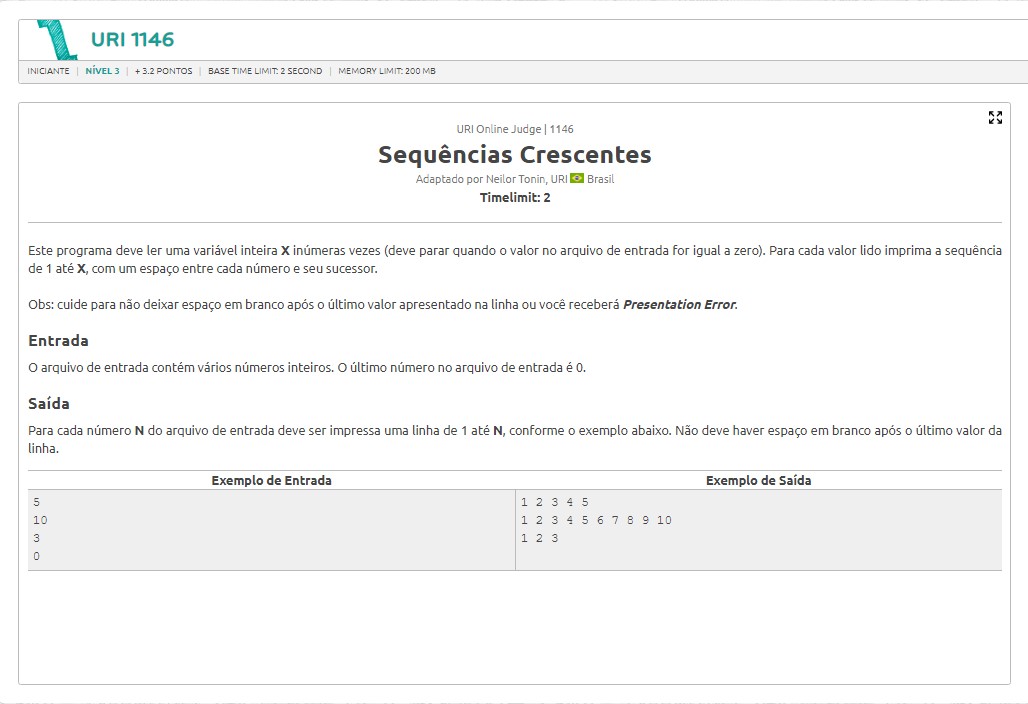 URI 1146
INICIANTE | NÍVEL 3 | + 3.2 PONTOS | BASE TIME LIMIT: 2 SECOND | MEMORY LIMIT: 200 MB
URI Online Judge | 1146
Sequências Crescentes
Adaptado por Neilor Tonin, URI Brasil
Timelimit: 2
Este programa deve ler uma variável inteira X inúmeras vezes (deve parar quando o valor no arquivo de entrada for igual a zero). Para cada valor lido imprima a sequência
de 1 até X, com um espaço entre cada número e seu sucessor.
Obs: cuide para não deixar espaço em branco após o último valor apresentado na linha ou você receberá Presentation Error.
Entrada
O arquivo de entrada contém vários números inteiros. O último número no arquivo de entrada é 0.
Saída
Para cada número N do arquivo de entrada deve ser impressa uma linha de 1 até N, conforme o exemplo abaixo. Não deve haver espaço em branco após o último valor da
linha.
Exemplo de Entrada
5
10
3
0
Exemplo de Saída
1 2 3 4 5
1 2 3 4 5 6 7 8 9 10
1 2 3